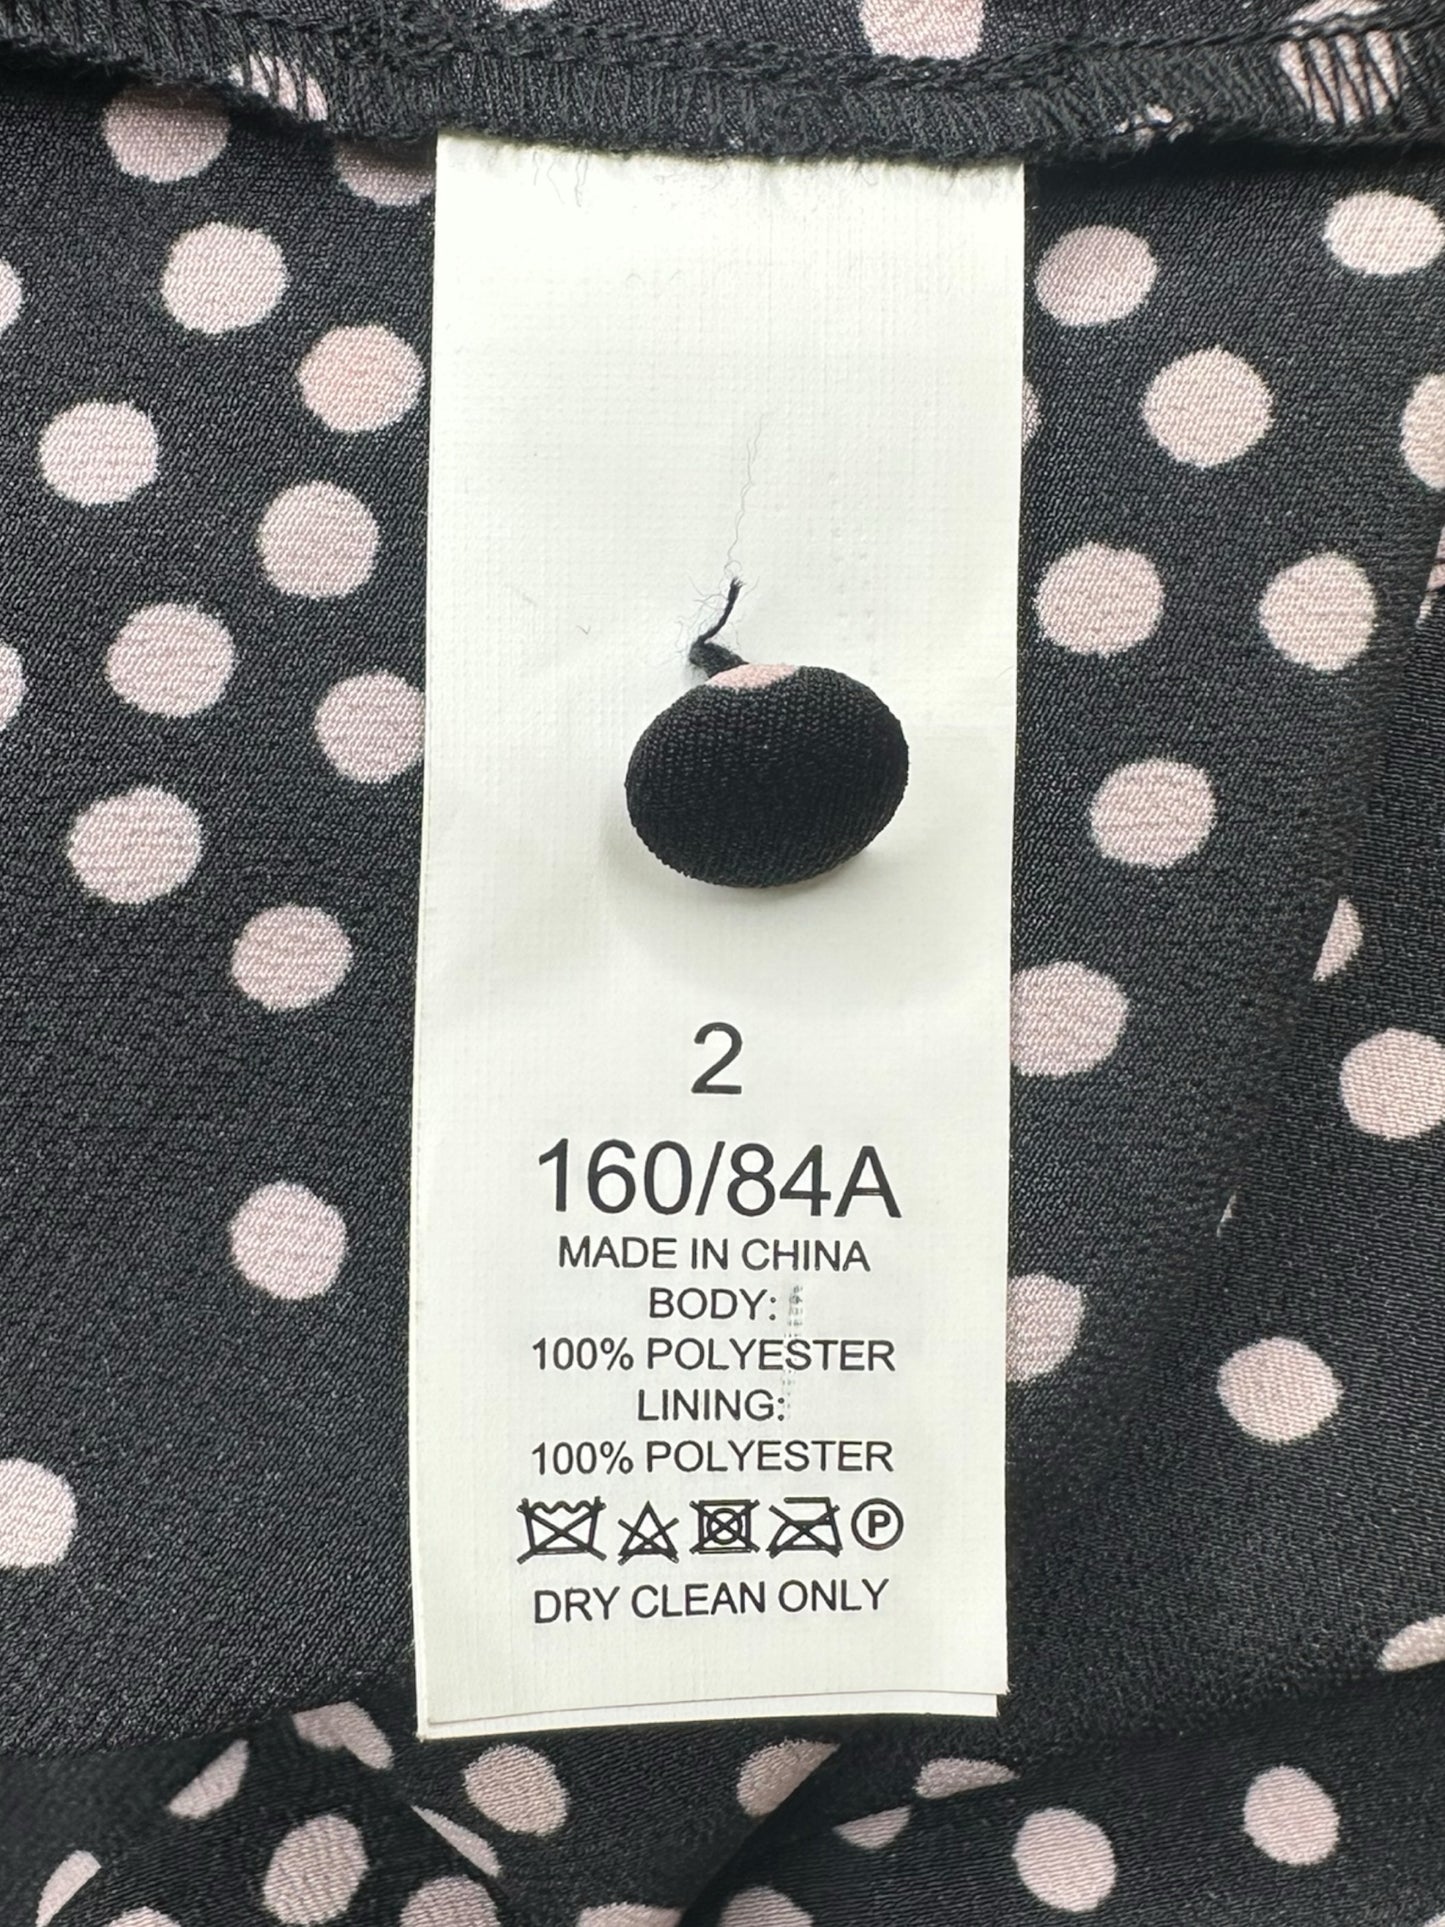 2
160/84A
MADE IN CHINA
BODY:
100% POLYESTER
LINING:
100% POLYESTER
P
DRY CLEAN ONLY